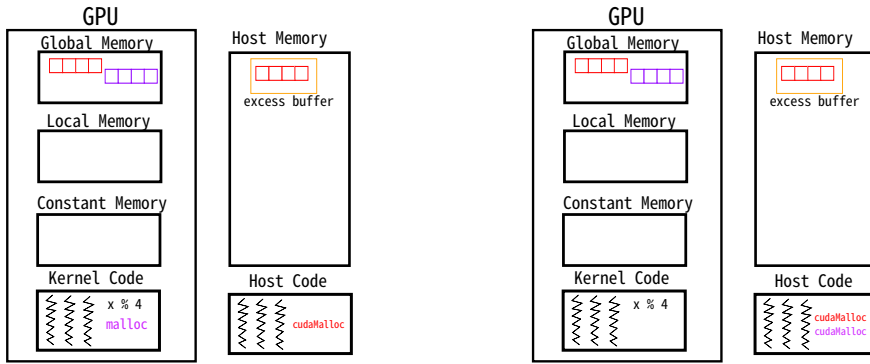 GPU
Global Memory
Host Memory
excess buffer
Local Memory
Constant Memory
Kernel Code
x % 4
malloc
Host Code
cudaMalloc
GPU
Global Memory
Host Memory
excess buffer
Local Memory
Constant Memory
Kernel Code
x % 4
Host Code
cudaMalloc
cudaMalloc